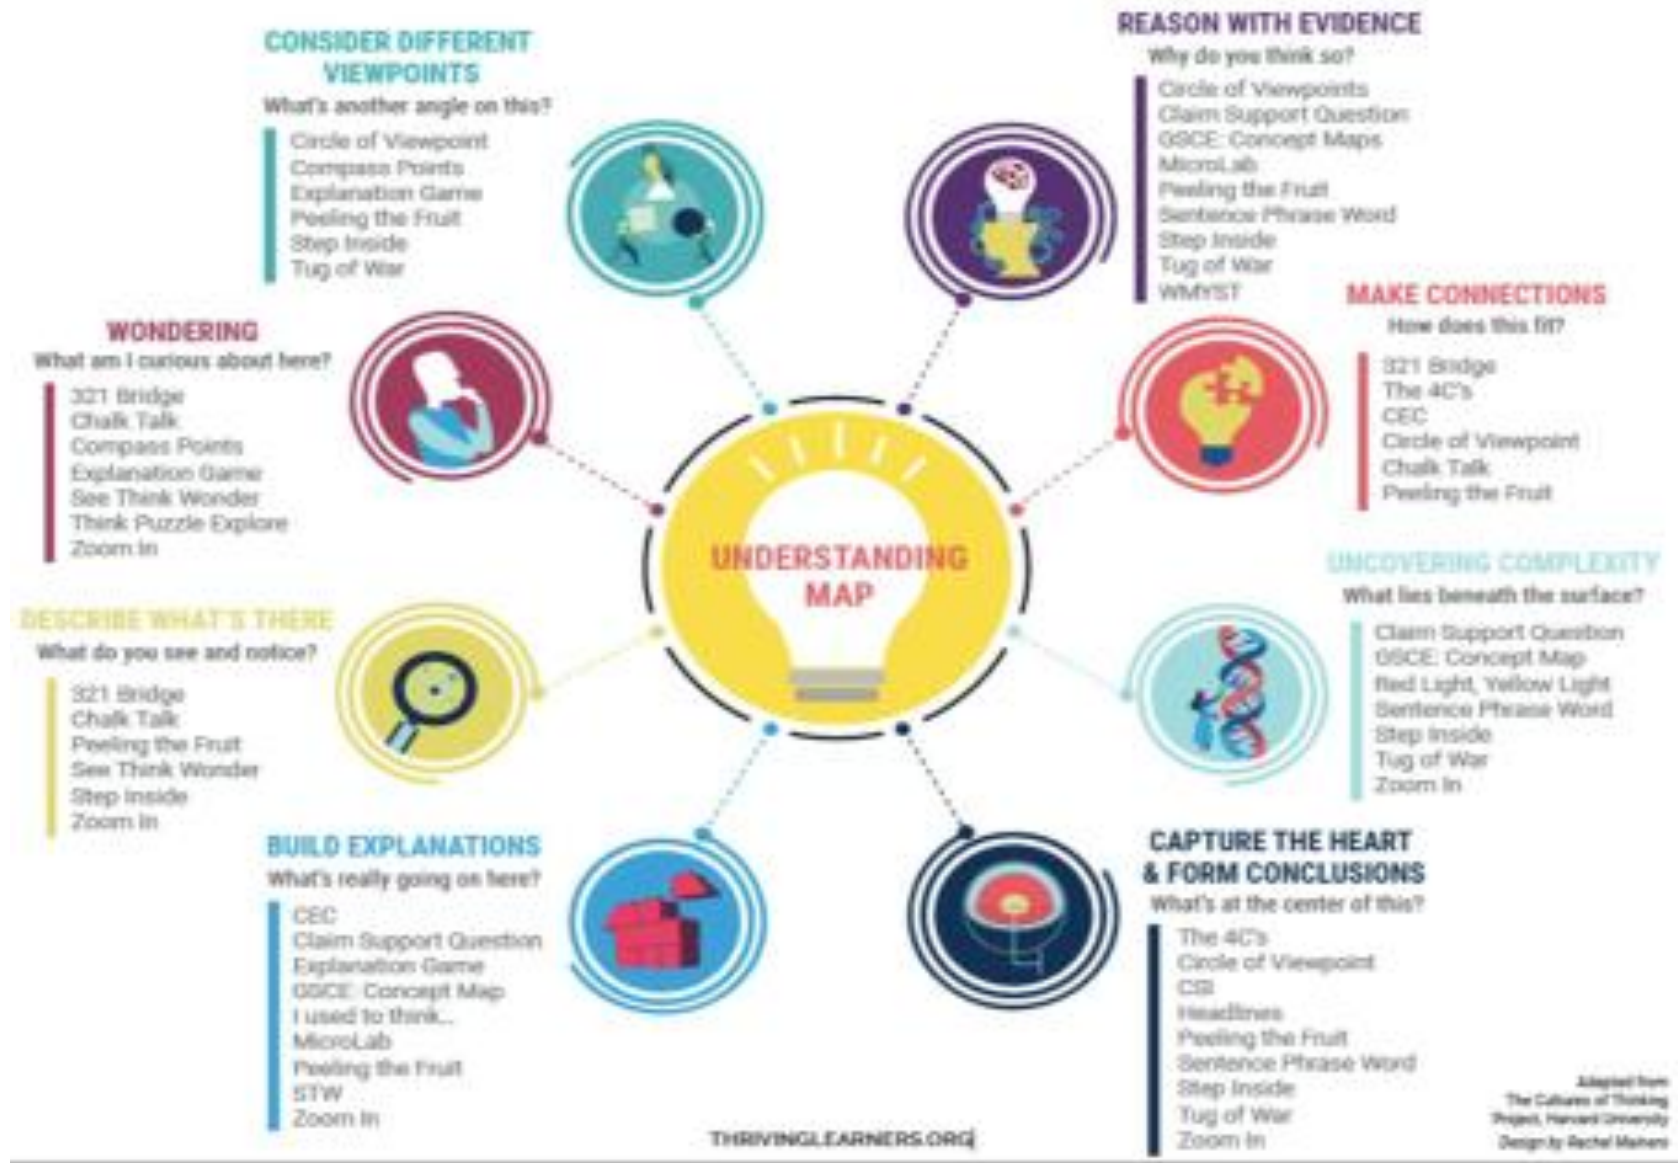 CONSIDER DIFFERENT
VIEWPOINTS
What's another angle on this?
Circle of Viewpoint
Compass Points
Explanation Game
Peeling the Fruit
Step Inside
Tug of War
REASON WITH EVIDENCE
Why do you think so?
Circle of Viewpoints
Claim Support Question
GSCE: Concept Maps
MicroLab
Peeling the Fruit
Sentence Phrase Word
Step Inside
Tug of War
WMYST
WONDERING
What am I curious about here?
321 Bridge
Chalk Talk
Compass Points
Explanation Game
See Think Wonder
Think Puzzle Explore
Zoom In
MAKE CONNECTIONS
How does this fit?
321 Bridge
The 4C's
CEC
Circle of Viewpoint
Chalk Talk
Peeling the Fruit
UNDERSTANDING
MAP
DESCRIBE WHAT'S THERE
What do you see and notice?
321 Bridge
Chalk Talk
Peeling the Fruit
See Think Wonder
Step Inside
Zoom In
UNCOVERING COMPLEXITY
What lies beneath the surface?
Claim Support Question
GSCE: Concept Map
Red Light, Yellow Light
Sentence Phrase Word
Step Inside
Tug of War
Zoom In
BUILD EXPLANATIONS
What's really going on here?
CEC
Claim Support Question
Explanation Game
GSCE: Concept Map
I used to think...
MicroLab
Peeling the Fruit
STW
Zoom In
CAPTURE THE HEART
& FORM CONCLUSIONS
What's at the center of this?
The 4C's
Circle of Viewpoint
CSI
Headlines
Peeling the Fruit
Sentence Phrase Word
Step Inside
Tug of War
Zoom In
THRIVINGLEARNERS.ORG
Adapted from
The Cultures of Thinking
Project, Harvard University
Design by Rachel